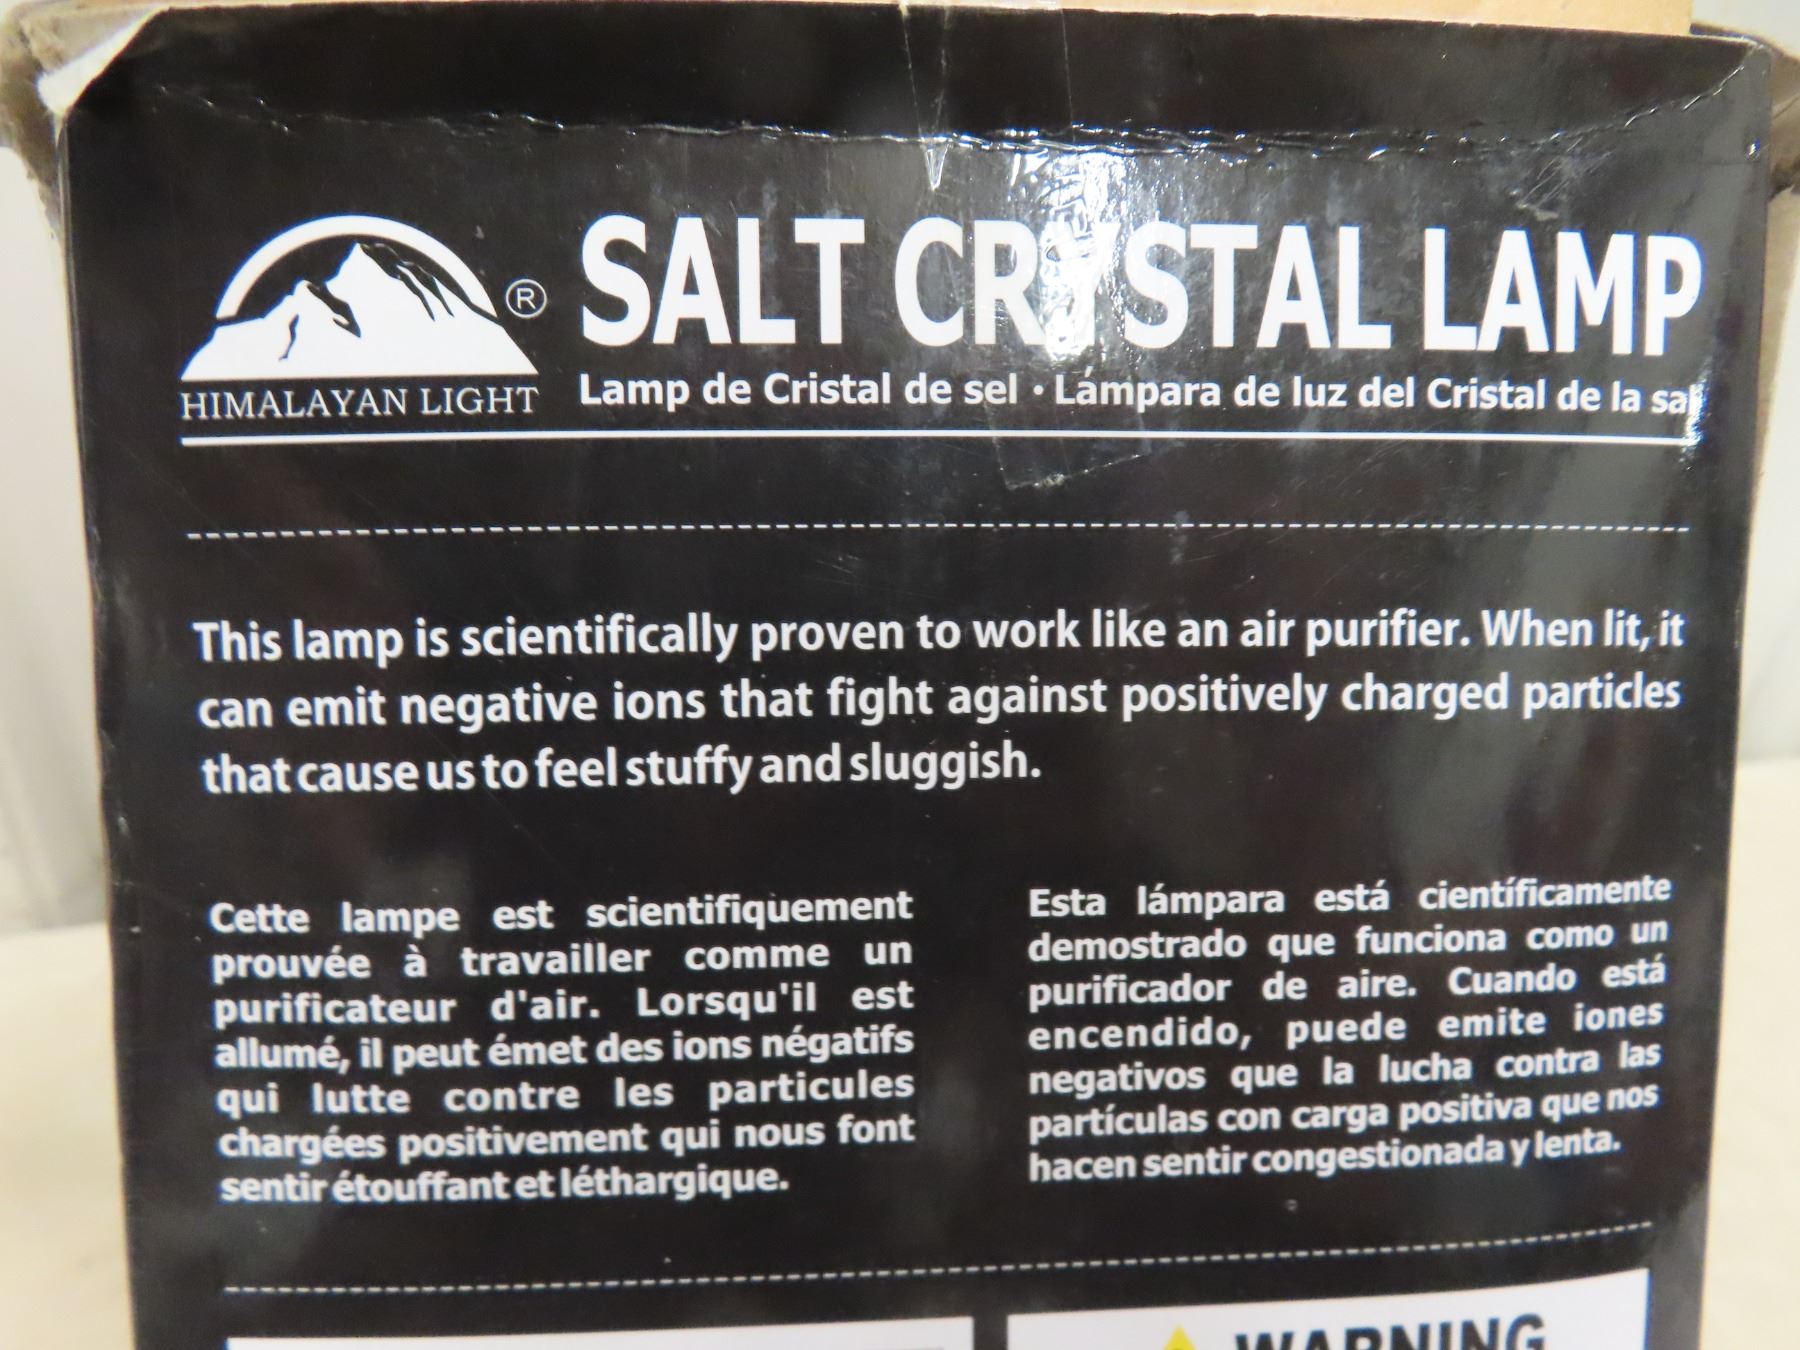 SALT CRYSTAL LAMP
®
HIMALAYAN LIGHT
Lamp de Cristal de sel • Lámpara de luz del Cristal de la sal
This lamp is scientifically proven to work like an air purifier. When lit, it
can emit negative ions that fight against positively charged particles
that cause us to feel stuffy and sluggish.
Cette lampe est scientifiquement
prouvée à travailler comme un
purificateur d'air. Lorsqu'il est
allumé, il peut émet des ions négatifs
qui lutte contre les particules
chargées positivement qui nous font
sentir étouffant et léthargique.
Esta lámpara está científicamente
demostrado que funciona como un
purificador de aire. Cuando está
encendido, puede emite iones
negativos que la lucha contra las
partículas con carga positiva que nos
hacen sentir congestionada y lenta.
WARNING